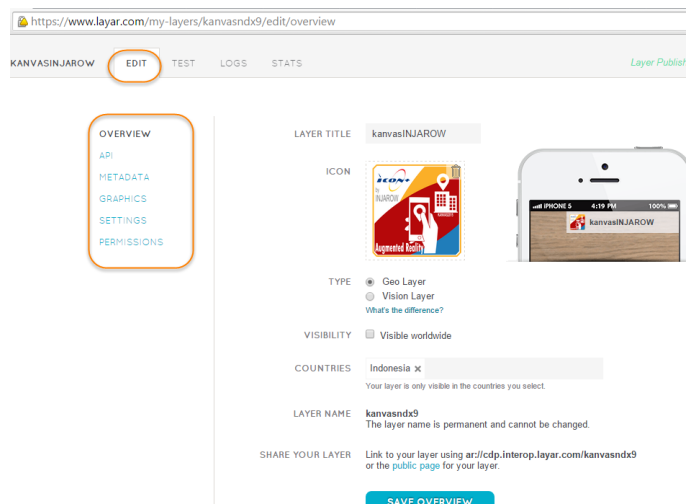 https://www.layar.com/my-layers/kanvasndx9/edit/overview
KANVASINJAROW EDIT TEST LOGS STATS Layer Publish
OVERVIEW
API
METADATA
GRAPHICS
SETTINGS
PERMISSIONS
LAYER TITLE kanvasINJAROW
ICON
icon+
by
INJAROW
Augmented Reality
IPHONE 5 4:19 PM 100%
kanvasINJAROW
TYPE Geo Layer
Vision Layer
What's the difference?
VISIBILITY Visible worldwide
COUNTRIES Indonesia ×
Your layer is only visible in the countries you select.
LAYER NAME kanvasndx9
The layer name is permanent and cannot be changed.
SHARE YOUR LAYER Link to your layer using ar://cdp.interop.layar.com/kanvasndx9
or the public page for your layer.
SAVE OVERVIEW